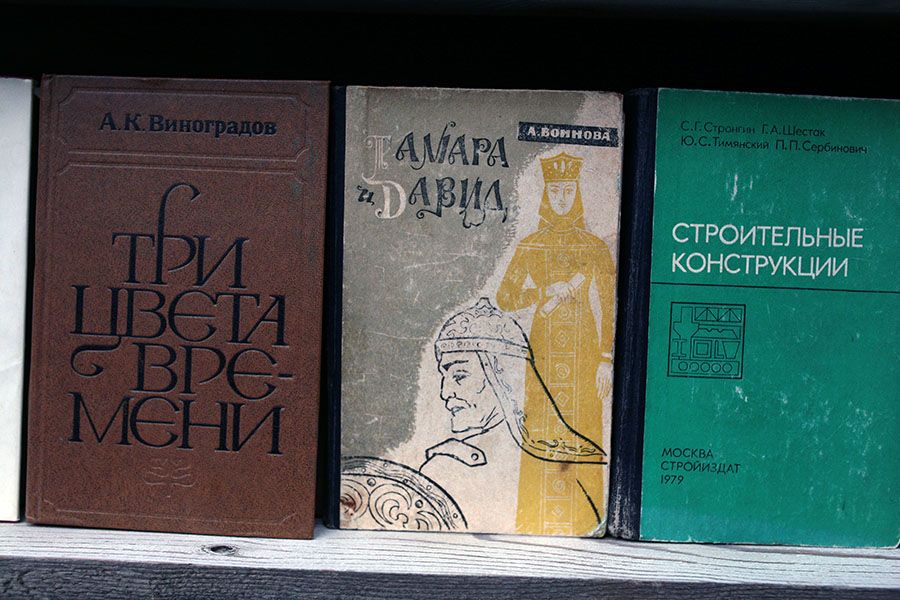 А.К. Виноградов
ТРИ
ЦВЕТА
ВРЕ-
МЕНИ
А. ВОИНОВА
ТАМАРА
и ДАВИД
С.Г. Стронгин Г.А. Шестак
Ю.С. Тимянский П.П. Сербинович
СТРОИТЕЛЬНЫЕ
КОНСТРУКЦИИ
МОСКВА
СТРОЙИЗДАТ
1979